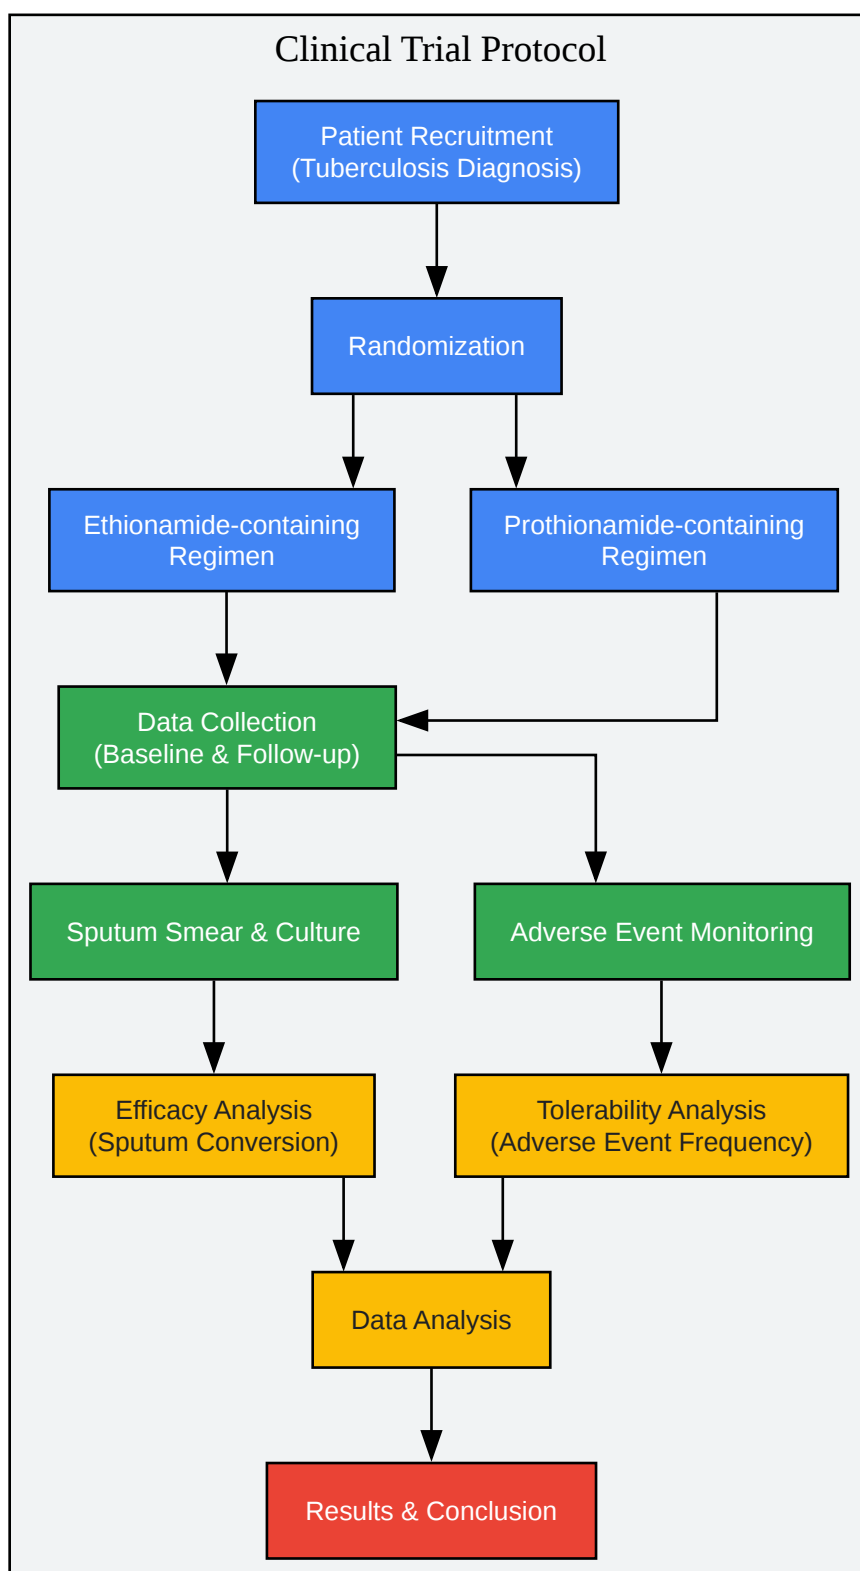 Clinical Trial Protocol
Patient Recruitment
(Tuberculosis Diagnosis)
Randomization
Ethionamide-containing
Regimen
Prothionamide-containing
Regimen
Data Collection
(Baseline & Follow-up)
Sputum Smear & Culture
Adverse Event Monitoring
Efficacy Analysis
(Sputum Conversion)
Tolerability Analysis
(Adverse Event Frequency)
Data Analysis
Results & Conclusion